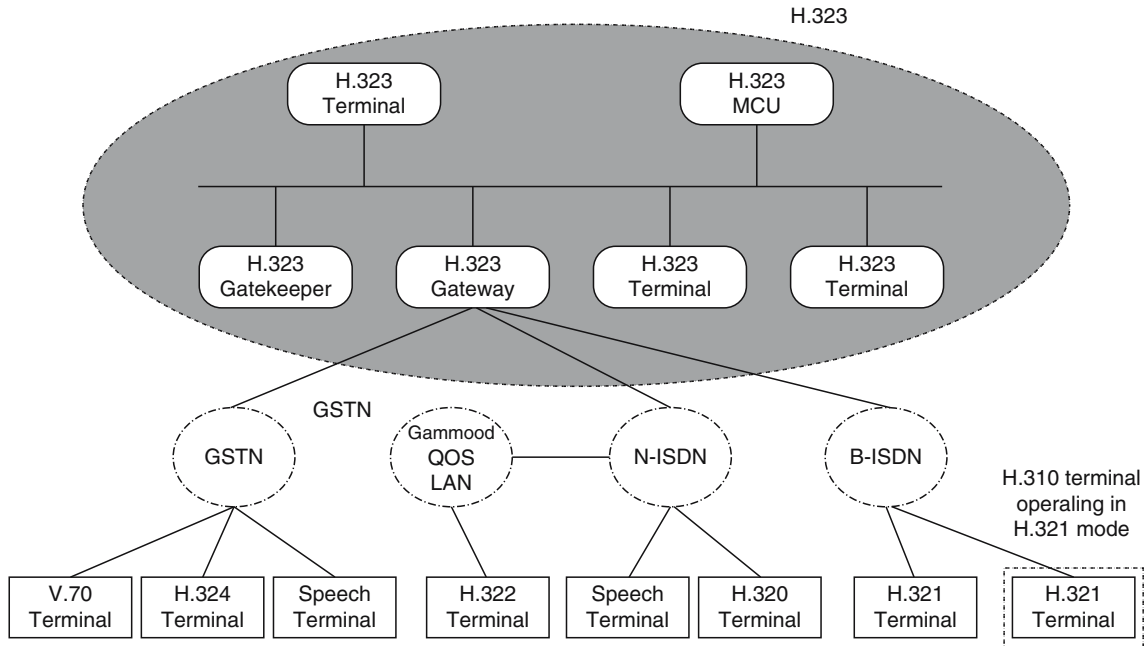 H.323
H.323
Terminal
H.323
MCU
H.323
Gatekeeper
H.323
Gateway
H.323
Terminal
H.323
Terminal
GSTN
GSTN
Gammood
QOS
LAN
N-ISDN
B-ISDN
H.310 terminal
operaling in
H.321 mode
V.70
Terminal
H.324
Terminal
Speech
Terminal
H.322
Terminal
Speech
Terminal
H.320
Terminal
H.321
Terminal
H.321
Terminal